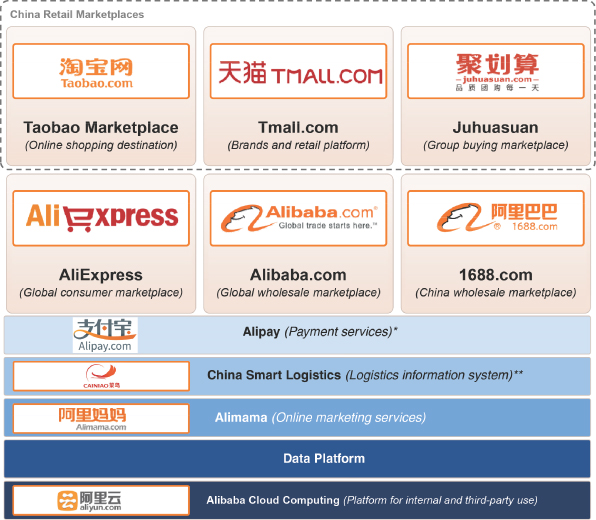 China Retail Marketplaces
淘宝网
Taobao.com
天猫 TMALL.COM
聚划算
juhuasuan.com
品质团购每一天
Taobao Marketplace
(Online shopping destination)
Tmall.com
(Brands and retail platform)
Juhuasuan
(Group buying marketplace)
AliExpress
Alibaba.com®
Global trade starts here.™
阿里巴巴
® 1688.com
AliExpress
(Global consumer marketplace)
Alibaba.com
(Global wholesale marketplace)
1688.com
(China wholesale marketplace)
支付宝
Alipay.com
Alipay (Payment services)*
CAINIAO 菜鸟
China Smart Logistics (Logistics information system)**
阿里妈妈
Alimama.com
Alimama (Online marketing services)
Data Platform
阿里云
aliyun.com
Alibaba Cloud Computing (Platform for internal and third-party use)